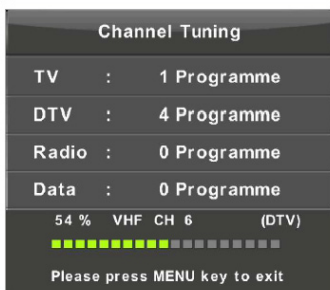 Channel Tuning
TV : 1 Programme
DTV : 4 Programme
Radio : 0 Programme
Data : 0 Programme
54 % VHF CH 6 (DTV)
Please press MENU key to exit